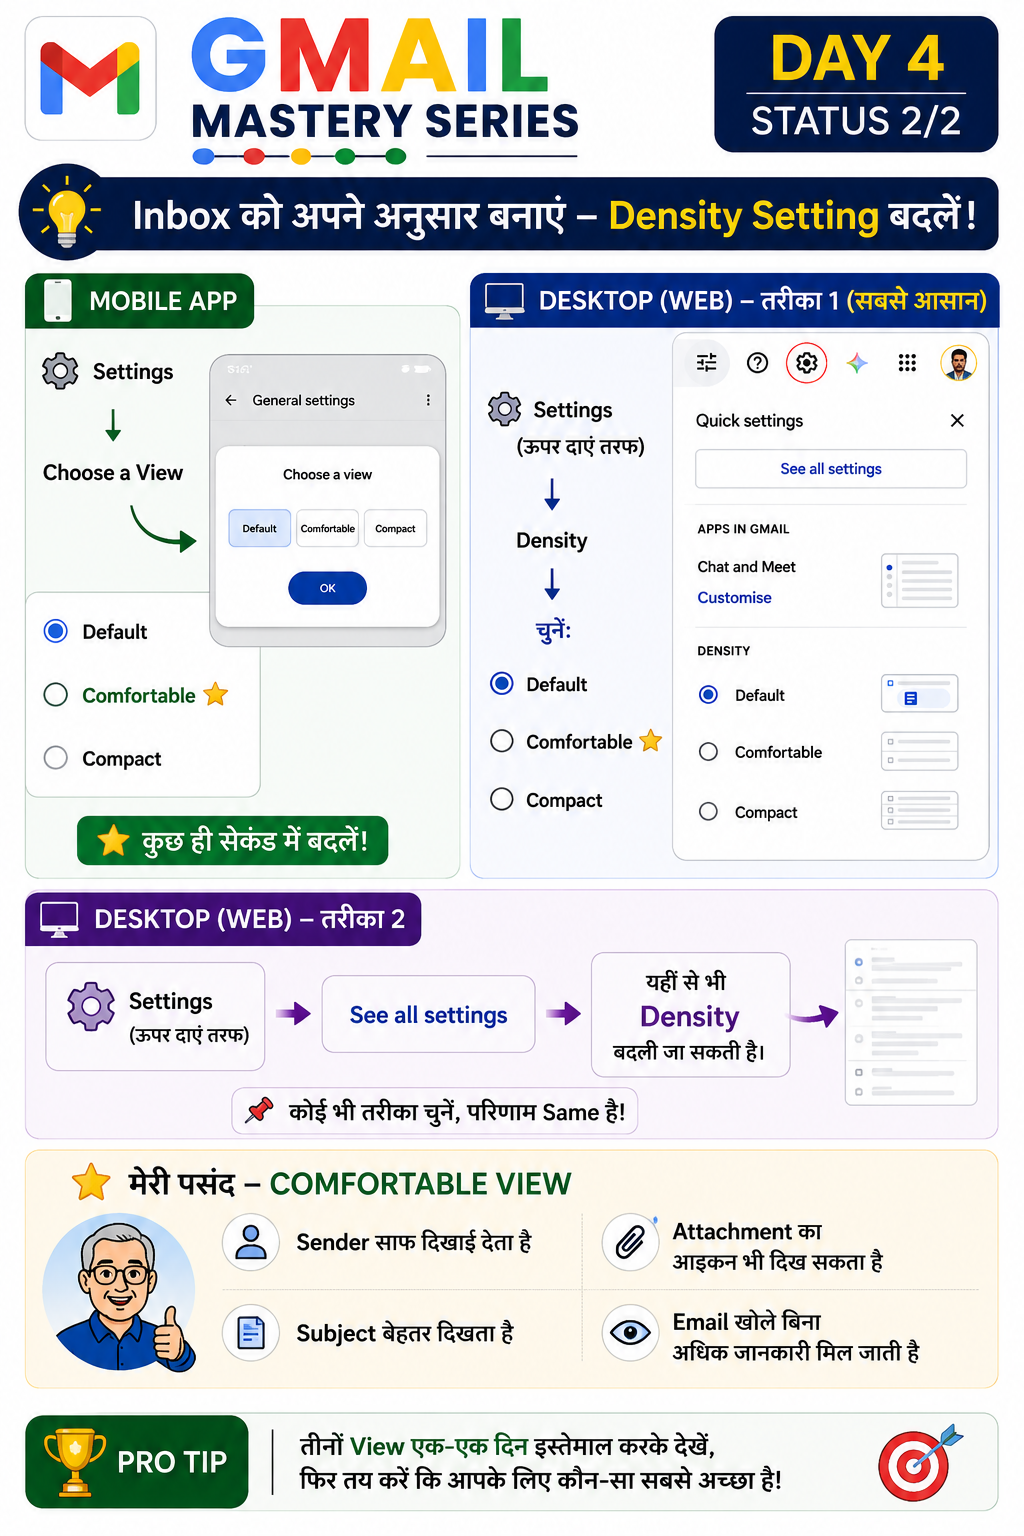 GMAIL
MASTERY SERIES
DAY 4
STATUS 2/2
Inbox को अपने अनुसार बनाएं – Density Setting बदलें!
MOBILE APP
Settings
Choose a View
General settings
Choose a view
Default
Comfortable
Compact
OK
Default
Comfortable
Compact
कुछ ही सेकंड में बदलें!
DESKTOP (WEB) – तरीका 1 (सबसे आसान)
Settings
(ऊपर दाएं तरफ)
Density
चुनें:
Default
Comfortable
Compact
Quick settings
See all settings
APPS IN GMAIL
Chat and Meet
Customise
DENSITY
Default
Comfortable
Compact
DESKTOP (WEB) – तरीका 2
Settings
(ऊपर दाएं तरफ)
See all settings
यहीं से भी
Density
बदली जा सकती है।
कोई भी तरीका चुनें, परिणाम Same है!
मेरी पसंद – COMFORTABLE VIEW
Sender साफ दिखाई देता है
Attachment का
आइकन भी दिख सकता है
Subject बेहतर दिखता है
Email खोले बिना
अधिक जानकारी मिल जाती है
PRO TIP
तीनों View एक-एक दिन इस्तेमाल करके देखें,
फिर तय करें कि आपके लिए कौन-सा सबसे अच्छा है!